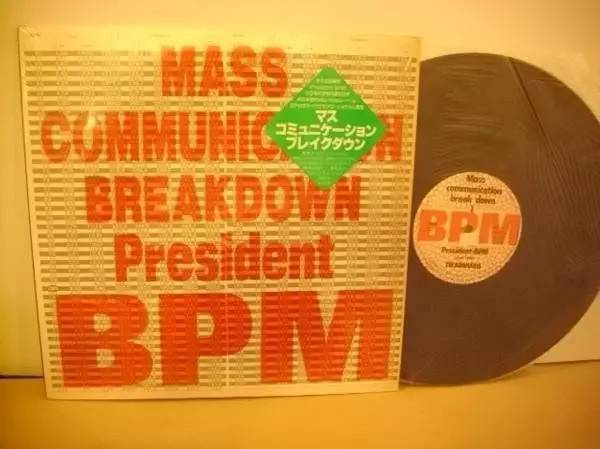 MASS
COMMUNICATION
BREAKDOWN
President
BPM
マス
コミュニケーション
ブレイクダウン
Mass
communication
break down
BPM
President BPM